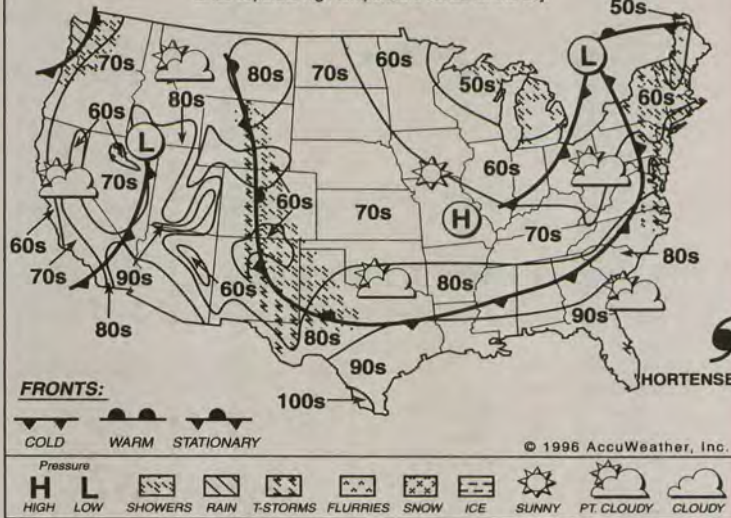 50s
L
70s
80s
80s
70s
60s
50s
60s
60s
L
70s
60s
60s
70s
H
70s
60s
70s
90s
80s
60s
80s
80s
80s
90s
90s
100s
HORTENSE
FRONTS:
COLD WARM STATIONARY
© 1996 AccuWeather, Inc.
Pressure
H L
HIGH LOW SHOWERS RAIN T-STORMS FLURRIES SNOW ICE SUNNY PT. CLOUDY CLOUDY